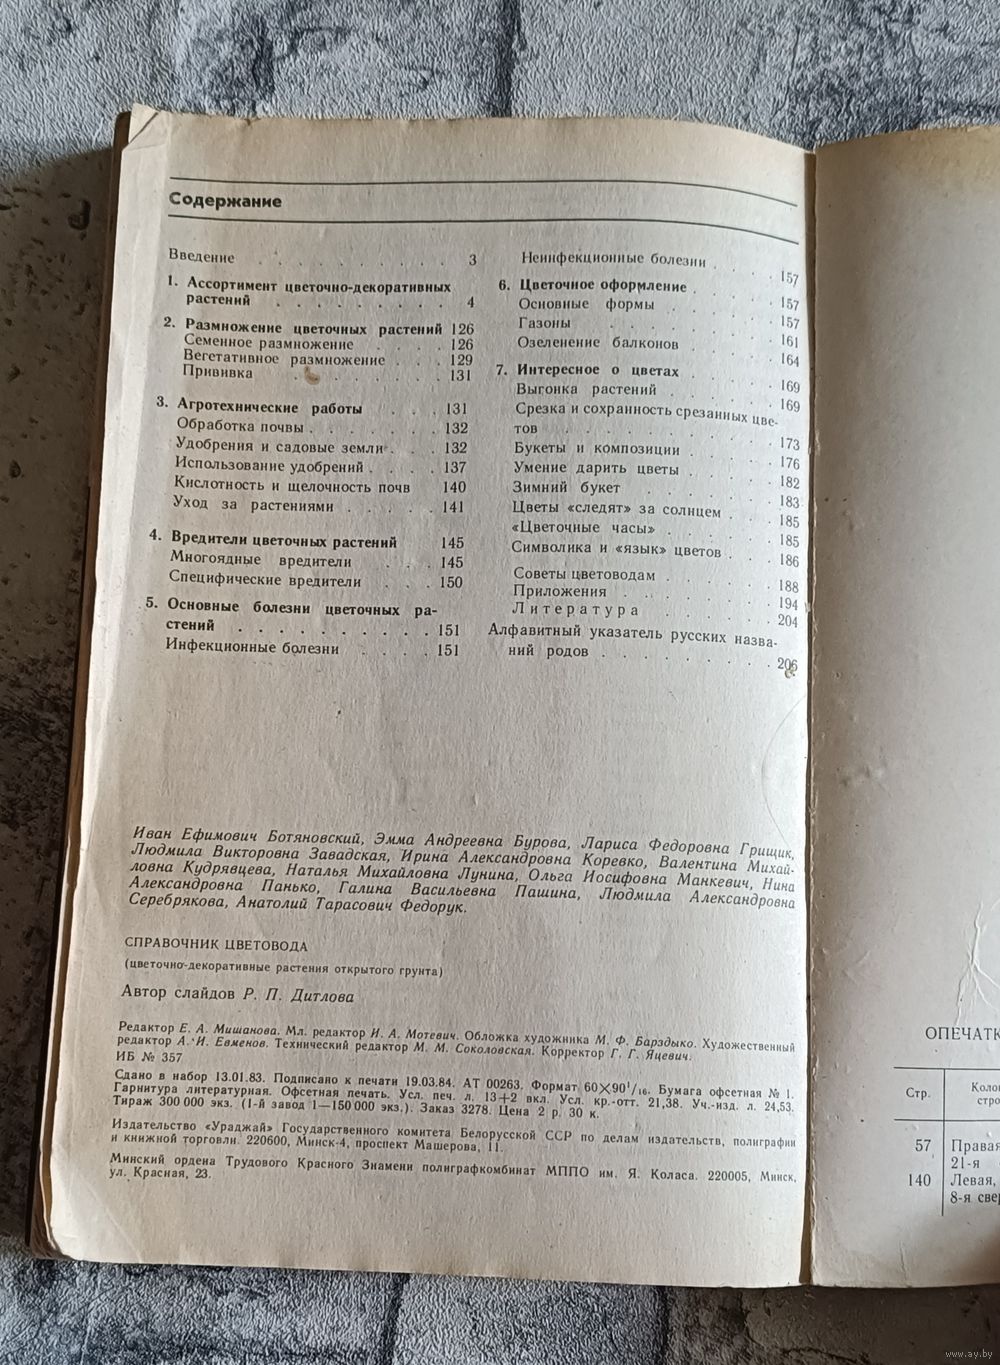 Содержание
Введение . . . . . . . . . 3
1. Ассортимент цветочно-декоративных
растений . . . . . . . . 4
2. Размножение цветочных растений 126
Семенное размножение . . . . 126
Вегетативное размножение . . . 129
Прививка . . . . . . . 131
3. Агротехнические работы . . . 131
Обработка почвы . . . . . . . 132
Удобрения и садовые земли . . . 132
Использование удобрений . . . . 137
Кислотность и щелочность почв 140
Уход за растениями . . . . . 141
4. Вредители цветочных растений 145
Многоядные вредители . . . 145
Специфические вредители . . . 150
5. Основные болезни цветочных ра-
стений . . . . . . . . . . 151
Инфекционные болезни . . . . 151
Неинфекционные болезни . . . . 157
6. Цветочное оформление . . . . . 157
Основные формы . . . . . 157
Газоны . . . . . . 161
Озеленение балконов . . . . . 164
7. Интересное о цветах . . . . . 169
Выгонка растений . . . . . 169
Срезка и сохранность срезанных цве-
тов . . . . . . . . . . 173
Букеты и композиции . . . . . 176
Умение дарить цветы . . . . . 182
Зимний букет . . . . . . 183
Цветы «следят» за солнцем . . . 185
«Цветочные часы» . . . . . . 185
Символика и «язык» цветов . . . 186
Советы цветоводам . . . . . . 188
Приложения . . . . . . . 194
Литература . . . . . . 204
Алфавитный указатель русских назва-
ний родов . . . . . . . . . 206
Иван Ефимович Ботяновский, Эмма Андреевна Бурова, Лариса Федоровна Грищик,
Людмила Викторовна Завадская, Ирина Александровна Коревко, Валентина Михай-
ловна Кудрявцева, Наталья Михайловна Лунина, Ольга Иосифовна Манкевич, Нина
Александровна Панько, Галина Васильевна Пашина, Людмила Александровна
Серебрякова, Анатолий Тарасович Федорук.
СПРАВОЧНИК ЦВЕТОВОДА
(цветочно-декоративные растения открытого грунта)
Автор слайдов Р. П. Дитлова
Редактор Е. А. Мишанова. Мл. редактор И. А. Мотевич. Обложка художника М. Ф. Барздыко. Художественный
редактор А. И. Евменов. Технический редактор М. М. Соколовская. Корректор Г. Г. Яцевич.
ИБ № 357
Сдано в набор 13.01.83. Подписано к печати 19.03.84. АТ 00263. Формат 60×90¹/₁₆. Бумага офсетная № 1.
Гарнитура литературная. Офсетная печать. Усл. печ. л. 13+2 вкл. Усл. кр.-отт. 21,38. Уч.-изд. л. 24,53.
Тираж 300 000 экз. (1-й завод 1—150 000 экз.). Заказ 3278. Цена 2 р. 30 к.
Издательство «Ураджай» Государственного комитета Белорусской ССР по делам издательств, полиграфии
и книжной торговли. 220600, Минск-4, проспект Машерова, 11.
Минский ордена Трудового Красного Знамени полиграфкомбинат МППО им. Я. Коласа. 220005, Минск,
ул. Красная, 23.
ОПЕЧАТК
Стр. Коло
стро
57 Правая
21-я
140 Левая,
8-я свер
www.ay.by